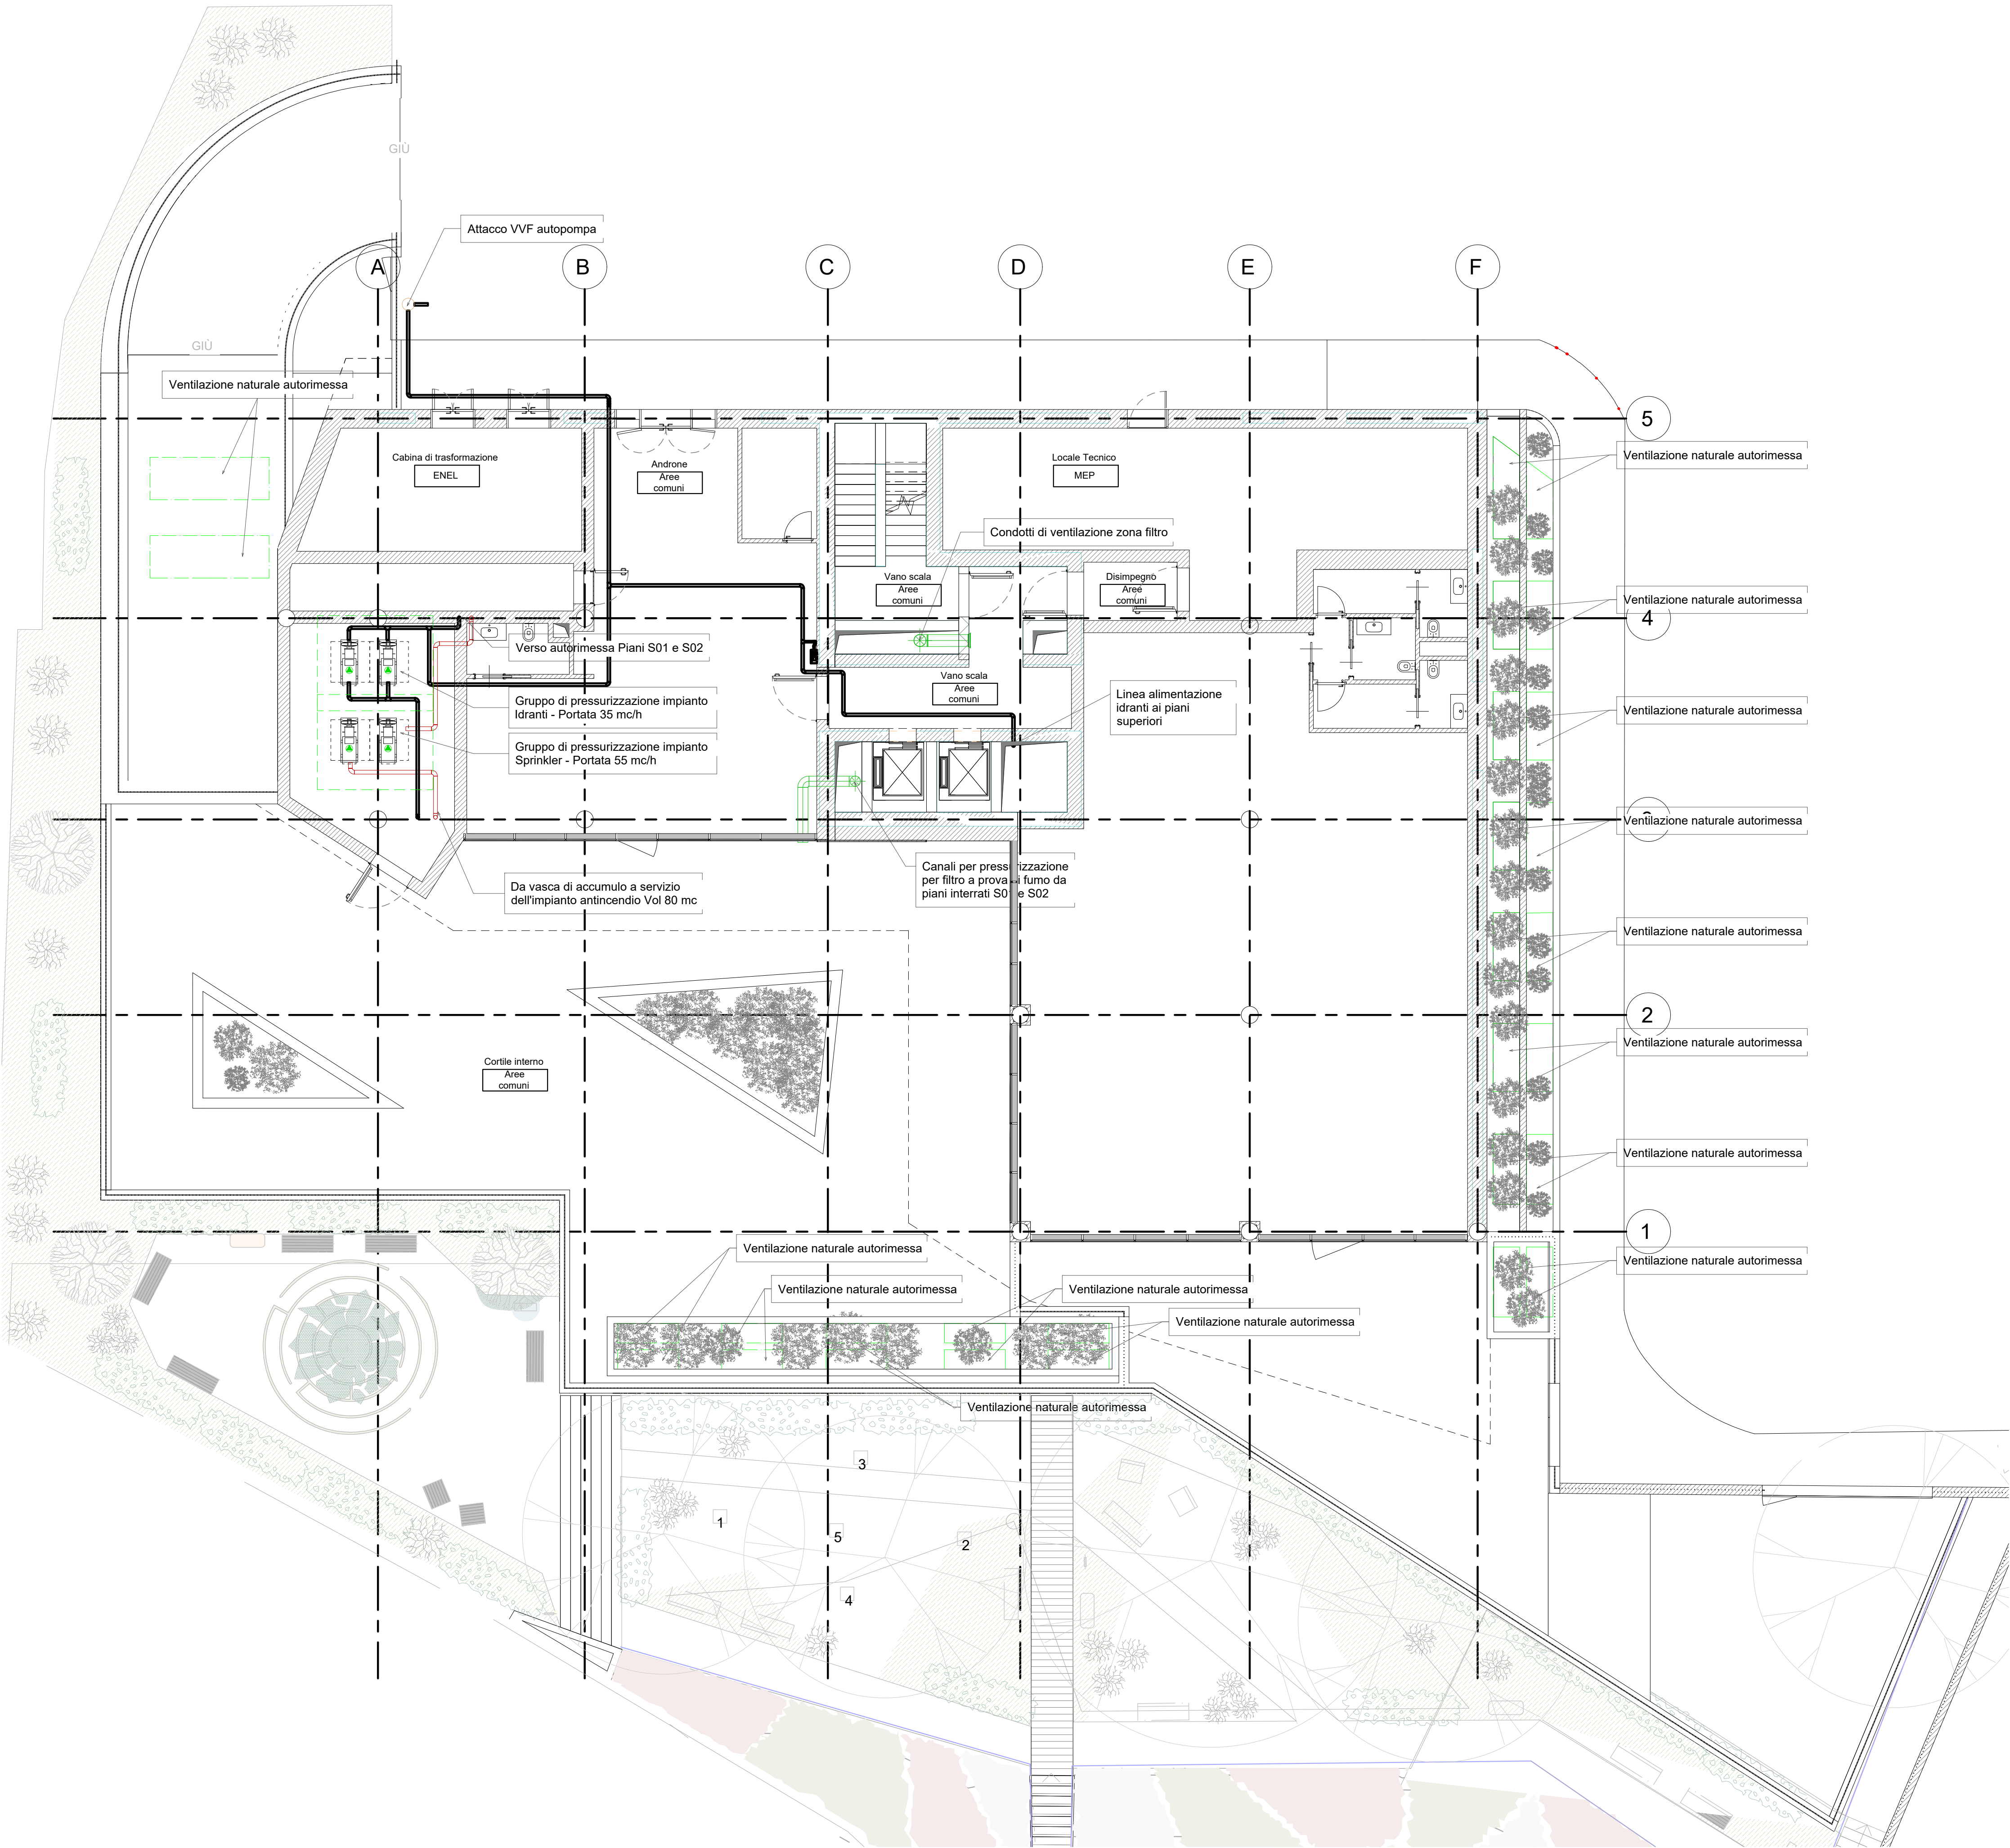 GIÙ
Attacco VVF autopompa
A
B
C
D
E
F
GIÙ
Ventilazione naturale autorimessa
5
Cabina di trasformazione
ENEL
Androne
Aree
comuni
Locale Tecnico
MEP
Ventilazione naturale autorimessa
Condotti di ventilazione zona filtro
Vano scala
Aree
comuni
Disimpegno
Aree
comuni
Ventilazione naturale autorimessa
4
Verso autorimessa Piani S01 e S02
Vano scala
Aree
comuni
Linea alimentazione
idranti ai piani
superiori
Gruppo di pressurizzazione impianto
Idranti - Portata 35 mc/h
Ventilazione naturale autorimessa
Gruppo di pressurizzazione impianto
Sprinkler - Portata 55 mc/h
3
Ventilazione naturale autorimessa
Canali per pressurizzazione
per filtro a prova di fumo da
piani interrati S01 e S02
Da vasca di accumulo a servizio
dell'impianto antincendio Vol 80 mc
Ventilazione naturale autorimessa
2
Ventilazione naturale autorimessa
Cortile interno
Aree
comuni
Ventilazione naturale autorimessa
1
Ventilazione naturale autorimessa
Ventilazione naturale autorimessa
Ventilazione naturale autorimessa
Ventilazione naturale autorimessa
Ventilazione naturale autorimessa
Ventilazione naturale autorimessa
3
1
5
2
4